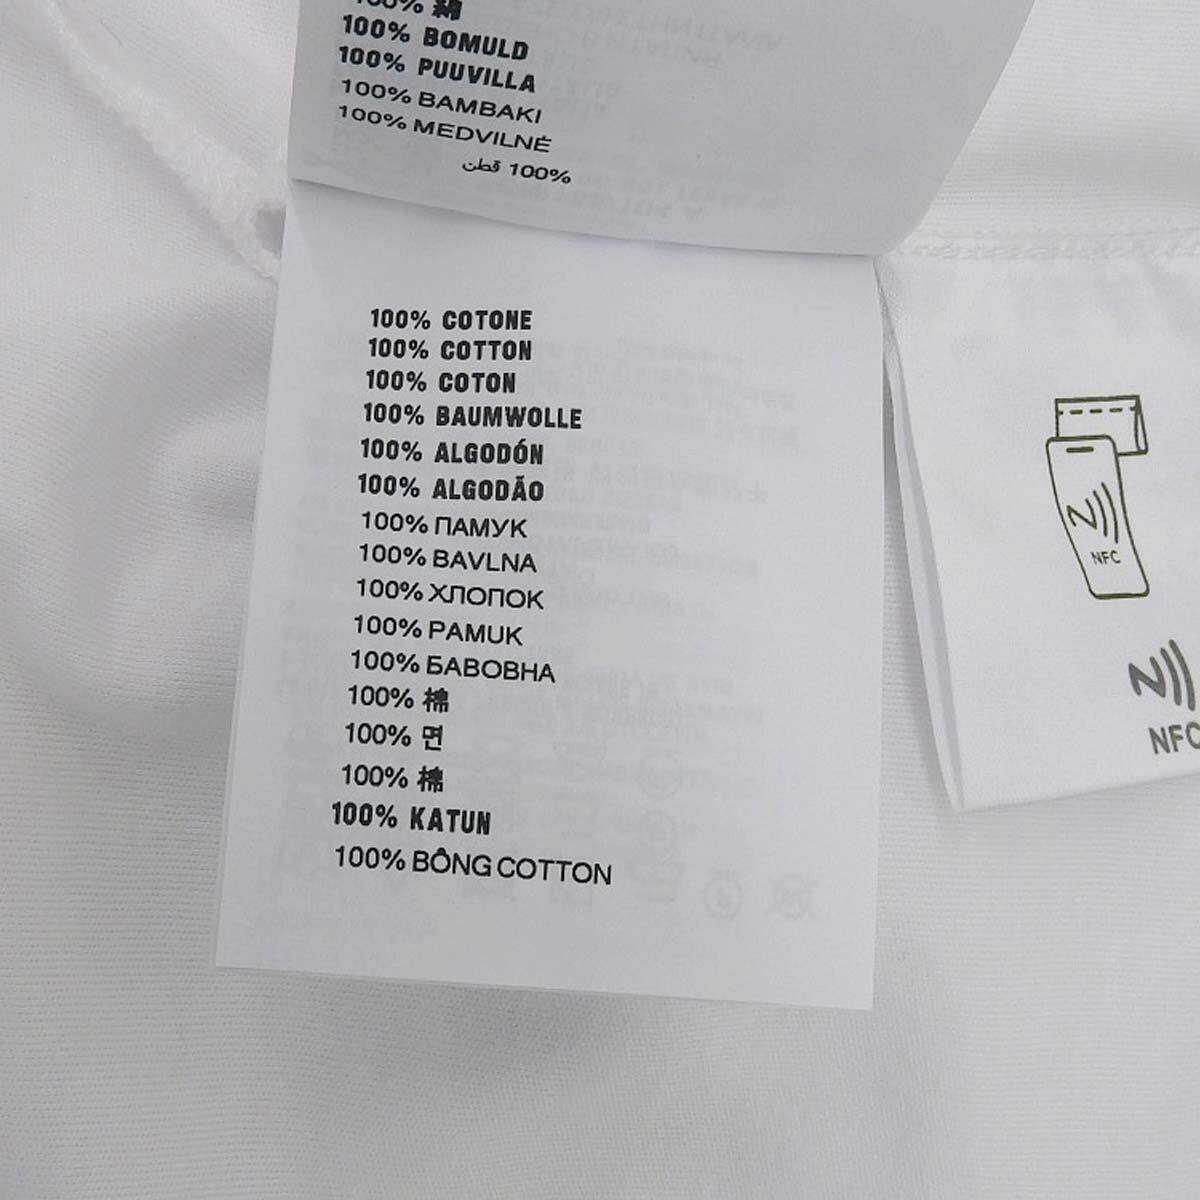 100% 綿
100% BOMULD
100% PUUVILLA
100% BAMBAKI
100% MEDVILNĖ
100% قطن
100% COTONE
100% COTTON
100% COTON
100% BAUMWOLLE
100% ALGODÓN
100% ALGODÃO
100% ПАМУК
100% BAVLNA
100% ХЛОПОК
100% PAMUK
100% БАВОВНА
100% 棉
100% 면
100% 棉
100% KATUN
100% BÔNG COTTON
NFC
NFC